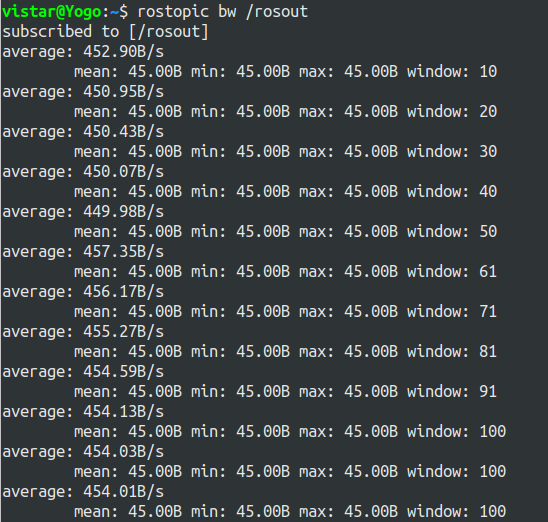 vistar@Yogo:~$ rostopic bw /rosout
subscribed to [/rosout]
average: 452.90B/s
        mean: 45.00B min: 45.00B max: 45.00B window: 10
average: 450.95B/s
        mean: 45.00B min: 45.00B max: 45.00B window: 20
average: 450.43B/s
        mean: 45.00B min: 45.00B max: 45.00B window: 30
average: 450.07B/s
        mean: 45.00B min: 45.00B max: 45.00B window: 40
average: 449.98B/s
        mean: 45.00B min: 45.00B max: 45.00B window: 50
average: 457.35B/s
        mean: 45.00B min: 45.00B max: 45.00B window: 61
average: 456.17B/s
        mean: 45.00B min: 45.00B max: 45.00B window: 71
average: 455.27B/s
        mean: 45.00B min: 45.00B max: 45.00B window: 81
average: 454.59B/s
        mean: 45.00B min: 45.00B max: 45.00B window: 91
average: 454.13B/s
        mean: 45.00B min: 45.00B max: 45.00B window: 100
average: 454.03B/s
        mean: 45.00B min: 45.00B max: 45.00B window: 100
average: 454.01B/s
        mean: 45.00B min: 45.00B max: 45.00B window: 100